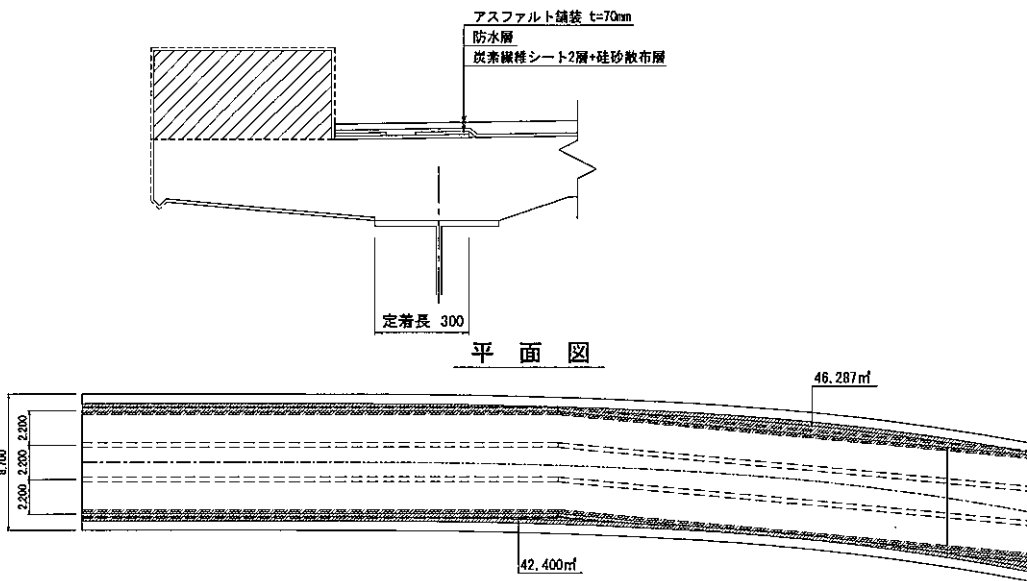 アスファルト舗装 t=70mm
防水層
炭素繊維シート2層+硅砂散布層
定着長 300
平 面 図
46.287㎡
8.700
2.200
2.200
2.200
42.400㎡